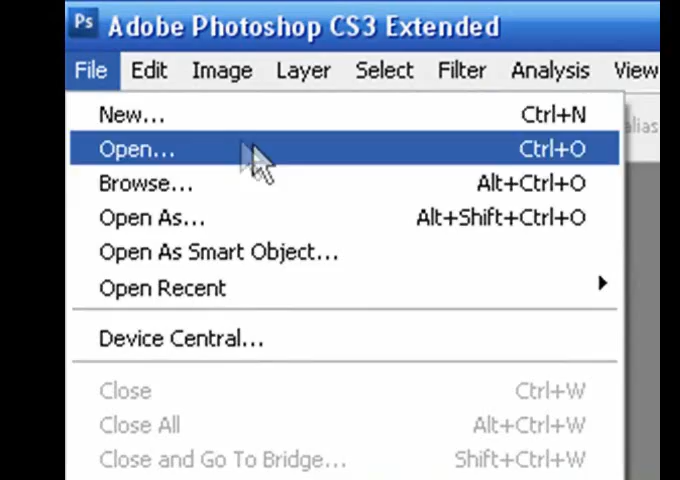 Ps Adobe Photoshop CS3 Extended
File Edit Image Layer Select Filter Analysis View
New... Ctrl+N
alias
Open... Ctrl+O
Browse... Alt+Ctrl+O
Open As... Alt+Shift+Ctrl+O
Open As Smart Object...
Open Recent
Device Central...
Close Ctrl+W
Close All Alt+Ctrl+W
Close and Go To Bridge... Shift+Ctrl+W